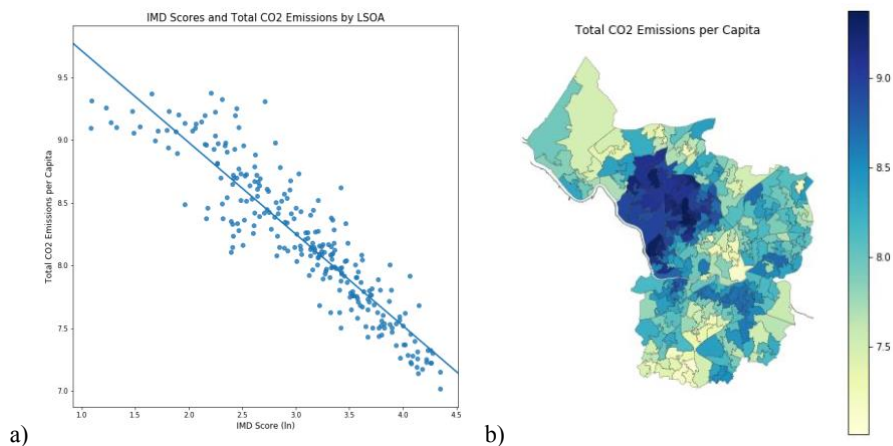 IMD Scores and Total CO2 Emissions by LSOA
Total CO2 Emissions per Capita
9.5
9.0
8.5
8.0
7.5
7.0
1.0 1.5 2.0 2.5 3.0 3.5 4.0 4.5
IMD Score (ln)
a)
Total CO2 Emissions per Capita
9.0
8.5
8.0
7.5
b)